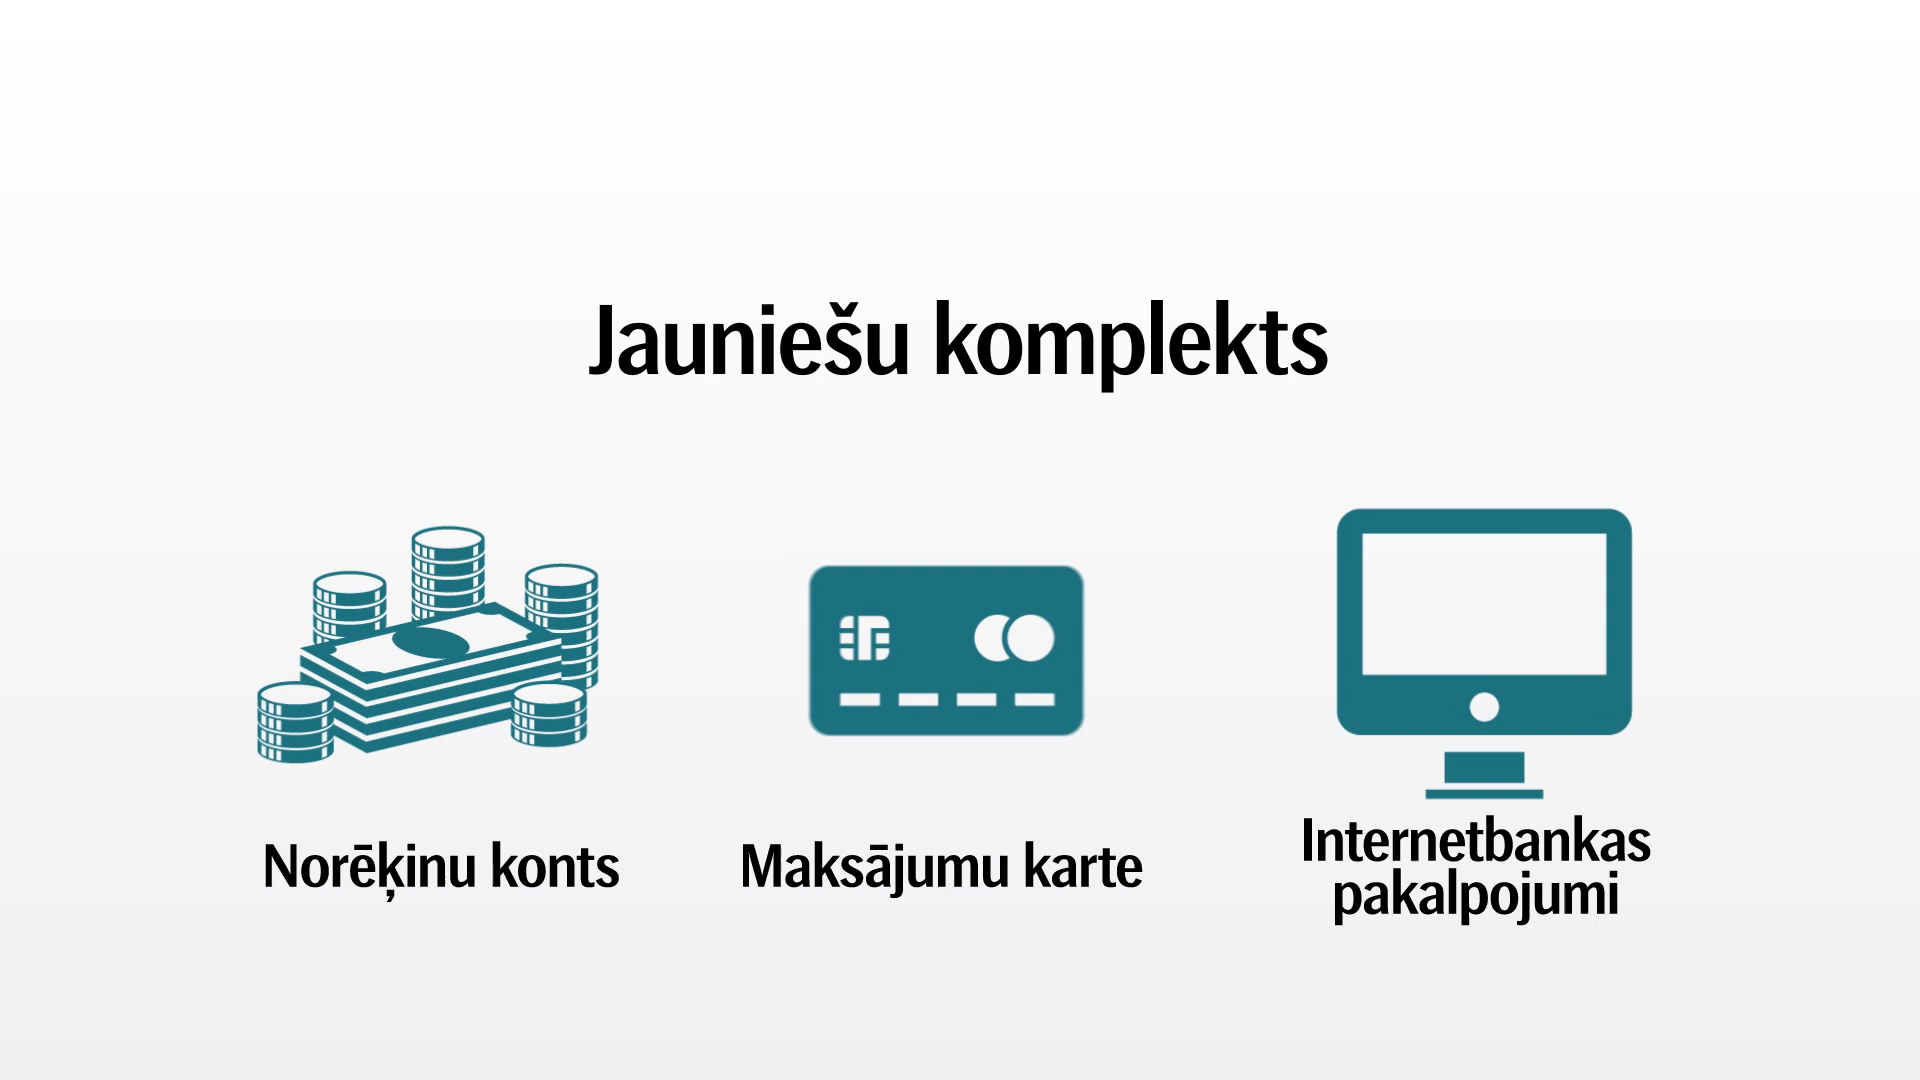 Jauniešu komplekts
Norēķinu konts
Maksājumu karte
Internetbankas
pakalpojumi